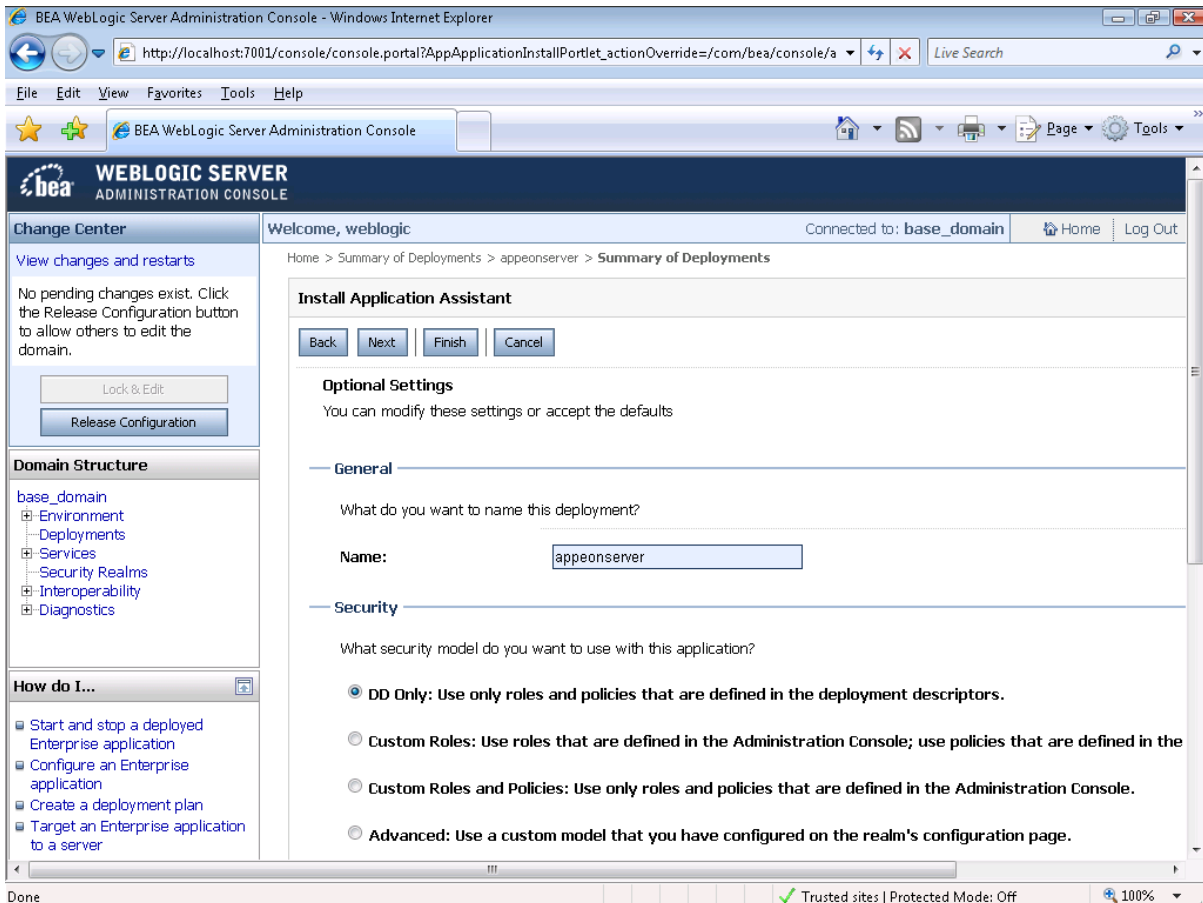 BEA WebLogic Server Administration Console - Windows Internet Explorer
http://localhost:7001/console/console.portal?AppApplicationInstallPortlet_actionOverride=/com/bea/console/a
Live Search
File Edit View Favorites Tools Help
BEA WebLogic Server Administration Console
Page Tools
bea
WEBLOGIC SERVER
ADMINISTRATION CONSOLE
Change Center
View changes and restarts
No pending changes exist. Click
the Release Configuration button
to allow others to edit the
domain.
Lock & Edit
Release Configuration
Domain Structure
base_domain
Environment
Deployments
Services
Security Realms
Interoperability
Diagnostics
How do I...
Start and stop a deployed
Enterprise application
Configure an Enterprise
application
Create a deployment plan
Target an Enterprise application
to a server
Welcome, weblogic
Connected to: base_domain
Home
Log Out
Home > Summary of Deployments > appeonserver > Summary of Deployments
Install Application Assistant
Back Next Finish Cancel
Optional Settings
You can modify these settings or accept the defaults
General
What do you want to name this deployment?
Name: appeonserver
Security
What security model do you want to use with this application?
DD Only: Use only roles and policies that are defined in the deployment descriptors.
Custom Roles: Use roles that are defined in the Administration Console; use policies that are defined in the
Custom Roles and Policies: Use only roles and policies that are defined in the Administration Console.
Advanced: Use a custom model that you have configured on the realm's configuration page.
Done
Trusted sites | Protected Mode: Off
100%